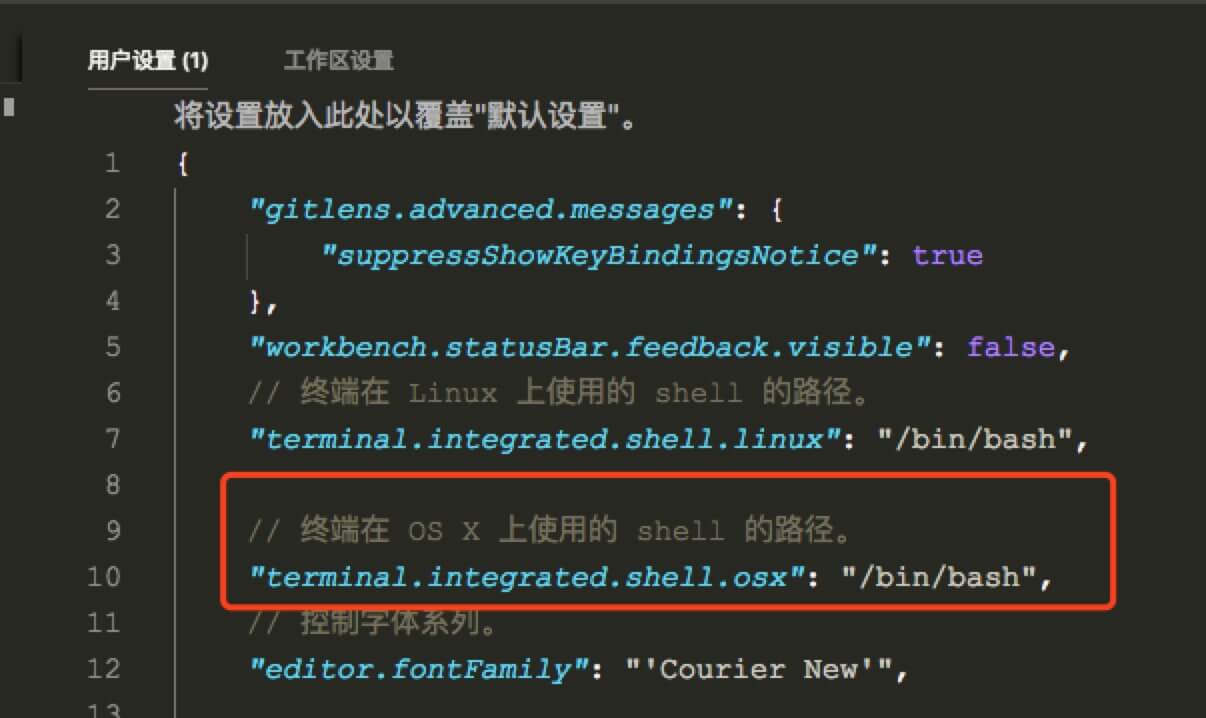 用户设置 (1) 工作区设置
将设置放入此处以覆盖"默认设置"。
1 {
2 "gitlens.advanced.messages": {
3 "suppressShowKeyBindingsNotice": true
4 },
5 "workbench.statusBar.feedback.visible": false,
6 // 终端在 Linux 上使用的 shell 的路径。
7 "terminal.integrated.shell.linux": "/bin/bash",
8
9 // 终端在 OS X 上使用的 shell 的路径。
10 "terminal.integrated.shell.osx": "/bin/bash",
11 // 控制字体系列。
12 "editor.fontFamily": "'Courier New'",
13